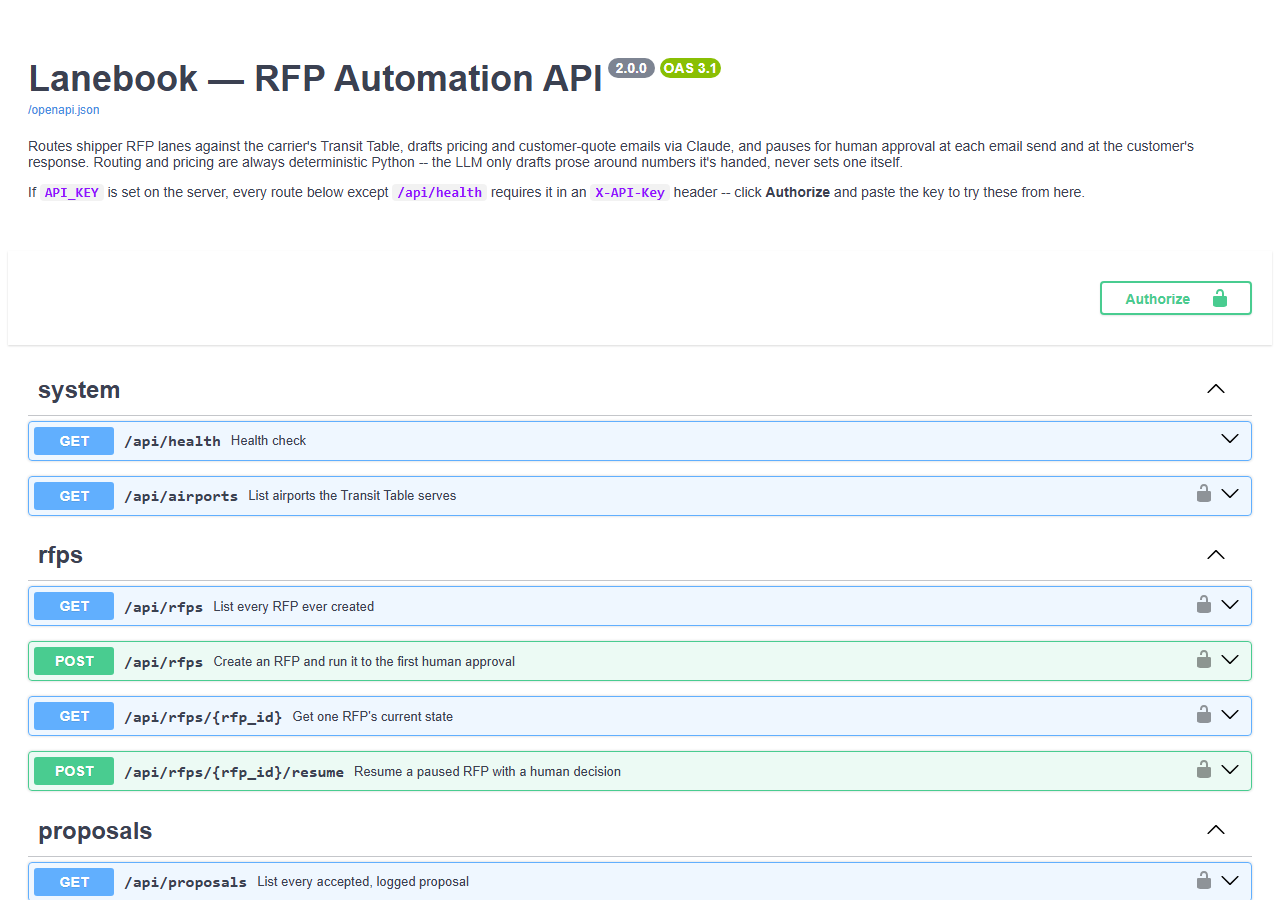 Lanebook — RFP Automation API 2.0.0 OAS 3.1
/openapi.json
Routes shipper RFP lanes against the carrier's Transit Table, drafts pricing and customer-quote emails via Claude, and pauses for human approval at each email send and at the customer's
response. Routing and pricing are always deterministic Python -- the LLM only drafts prose around numbers it's handed, never sets one itself.
If API_KEY is set on the server, every route below except /api/health requires it in an X-API-Key header -- click Authorize and paste the key to try these from here.
Authorize
system
GET /api/health Health check
GET /api/airports List airports the Transit Table serves
rfps
GET /api/rfps List every RFP ever created
POST /api/rfps Create an RFP and run it to the first human approval
GET /api/rfps/{rfp_id} Get one RFP's current state
POST /api/rfps/{rfp_id}/resume Resume a paused RFP with a human decision
proposals
GET /api/proposals List every accepted, logged proposal